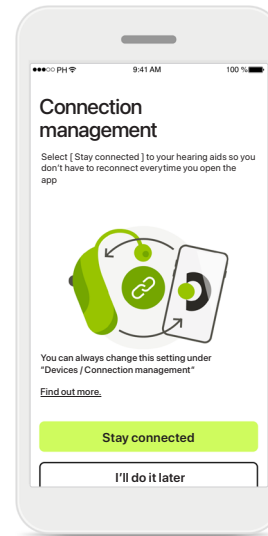 ●●●○○ PH 9:41 AM 100 %
Connection
management
Select [ Stay connected ] to your hearing aids so you
don't have to reconnect everytime you open the
app
You can always change this setting under
“Devices / Connection management“
Find out more.
Stay connected
I’ll do it later